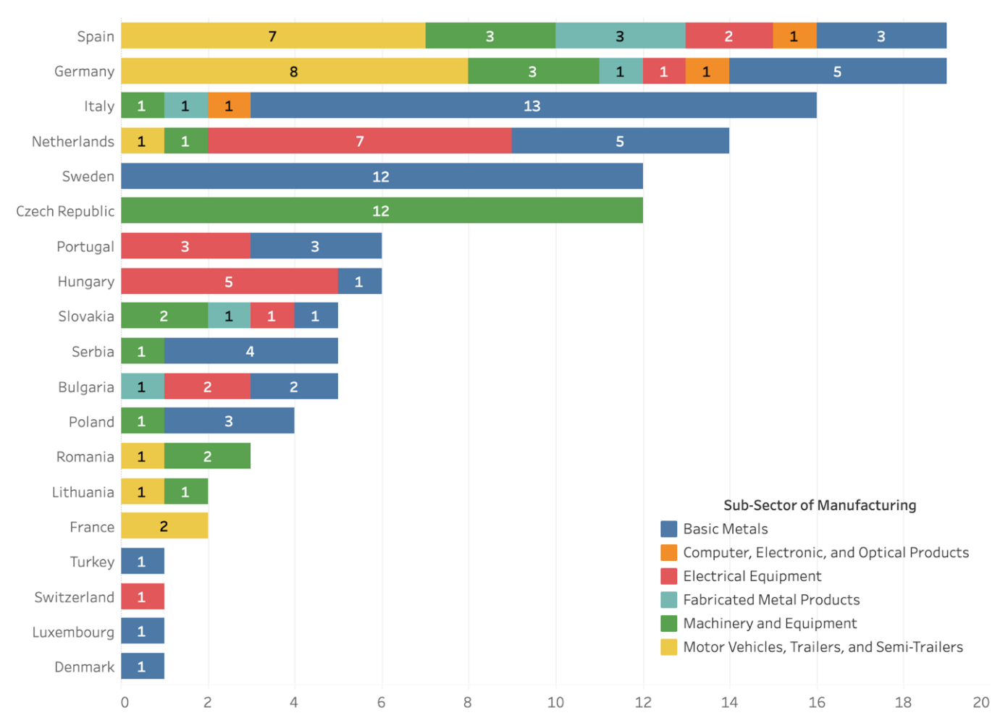 Spain 7 3 3 2 1 3
Germany 8 3 1 1 1 5
Italy 1 1 1 13
Netherlands 1 1 7 5
Sweden 12
Czech Republic 12
Portugal 3 3
Hungary 5 1
Slovakia 2 1 1 1
Serbia 1 4
Bulgaria 1 2 2
Poland 1 3
Romania 1 2
Lithuania 1 1
France 2
Turkey 1
Switzerland 1
Luxembourg 1
Denmark 1
Sub-Sector of Manufacturing
Basic Metals
Computer, Electronic, and Optical Products
Electrical Equipment
Fabricated Metal Products
Machinery and Equipment
Motor Vehicles, Trailers, and Semi-Trailers
0 2 4 6 8 10 12 14 16 18 20